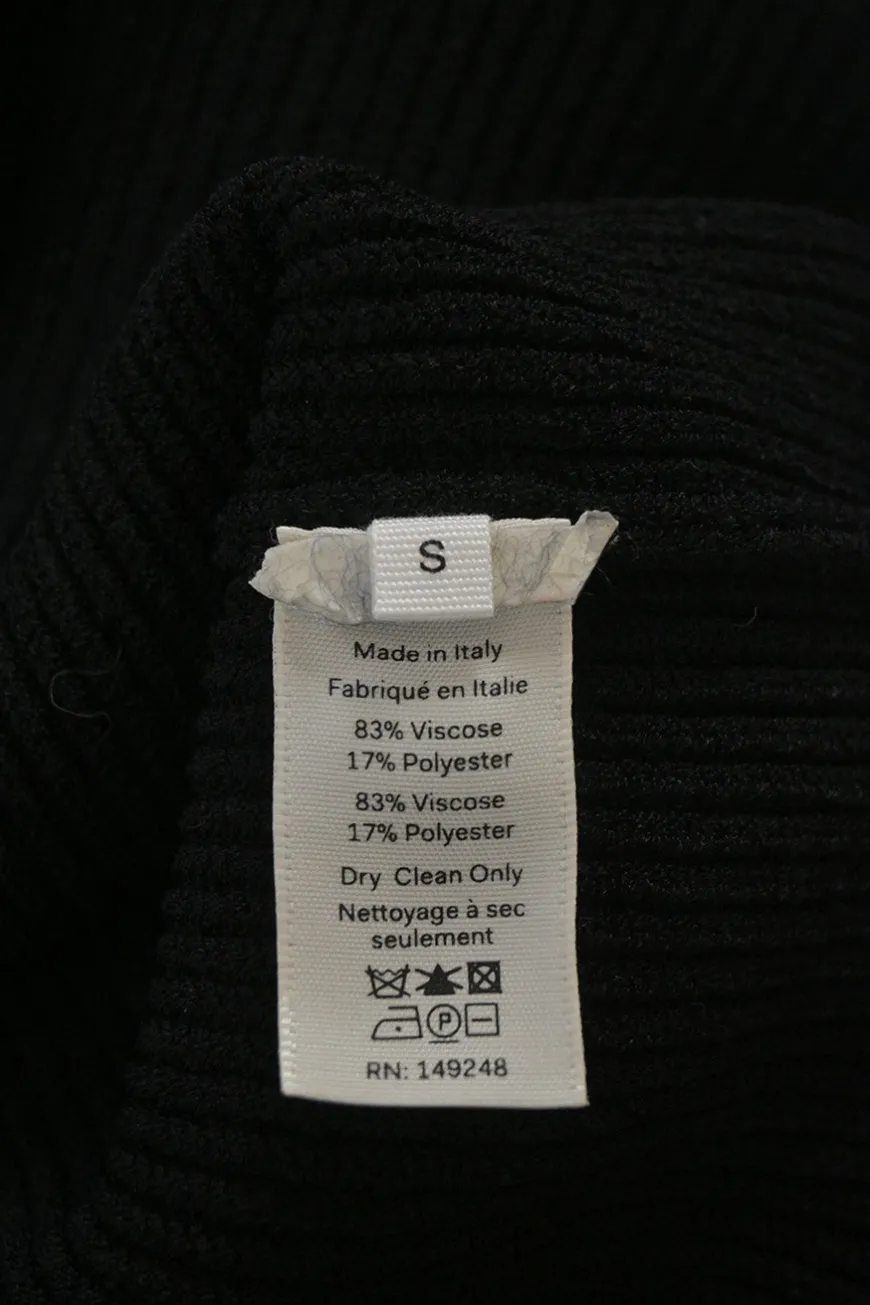 S
Made in Italy
Fabriqué en Italie
83% Viscose
17% Polyester
83% Viscose
17% Polyester
Dry Clean Only
Nettoyage à sec
seulement
P
RN: 149248